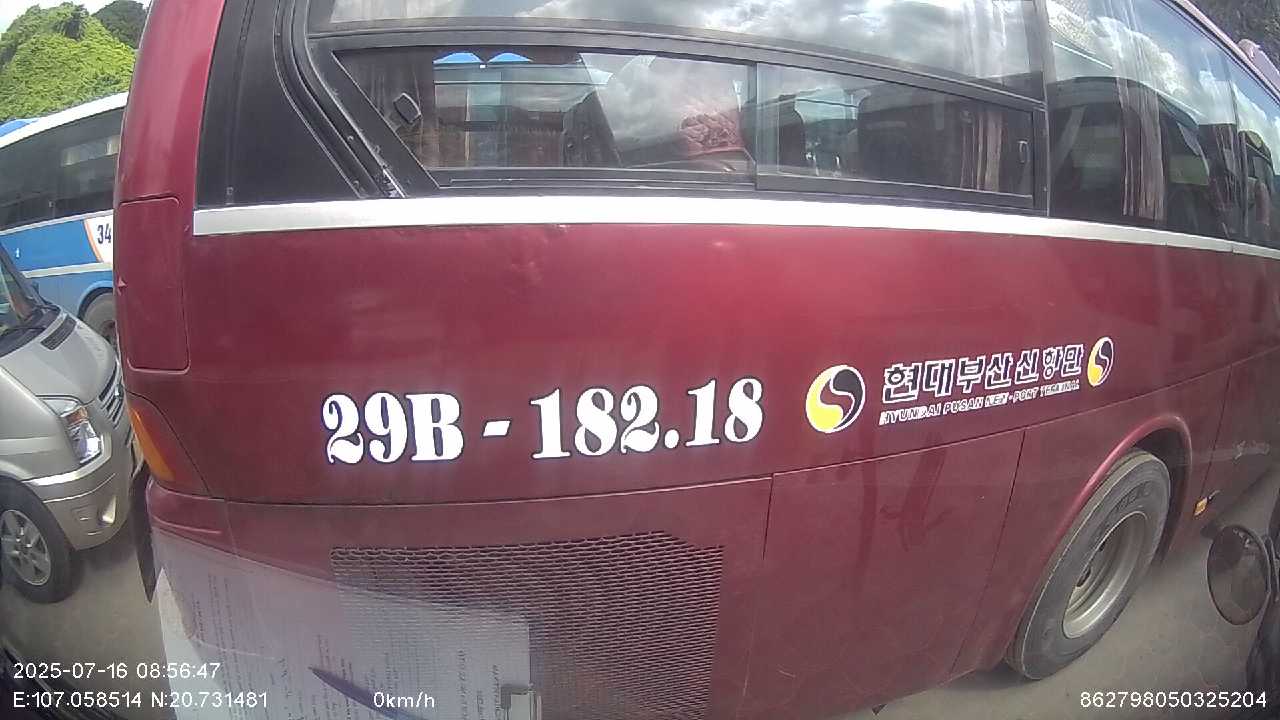 34
29B - 182.18
현대부산신항만
HYUNDAI PUSAN NEW-PORT TERMINAL
2025-07-16 08:56:47
E:107.058514 N:20.731481
0km/h
862798050325204